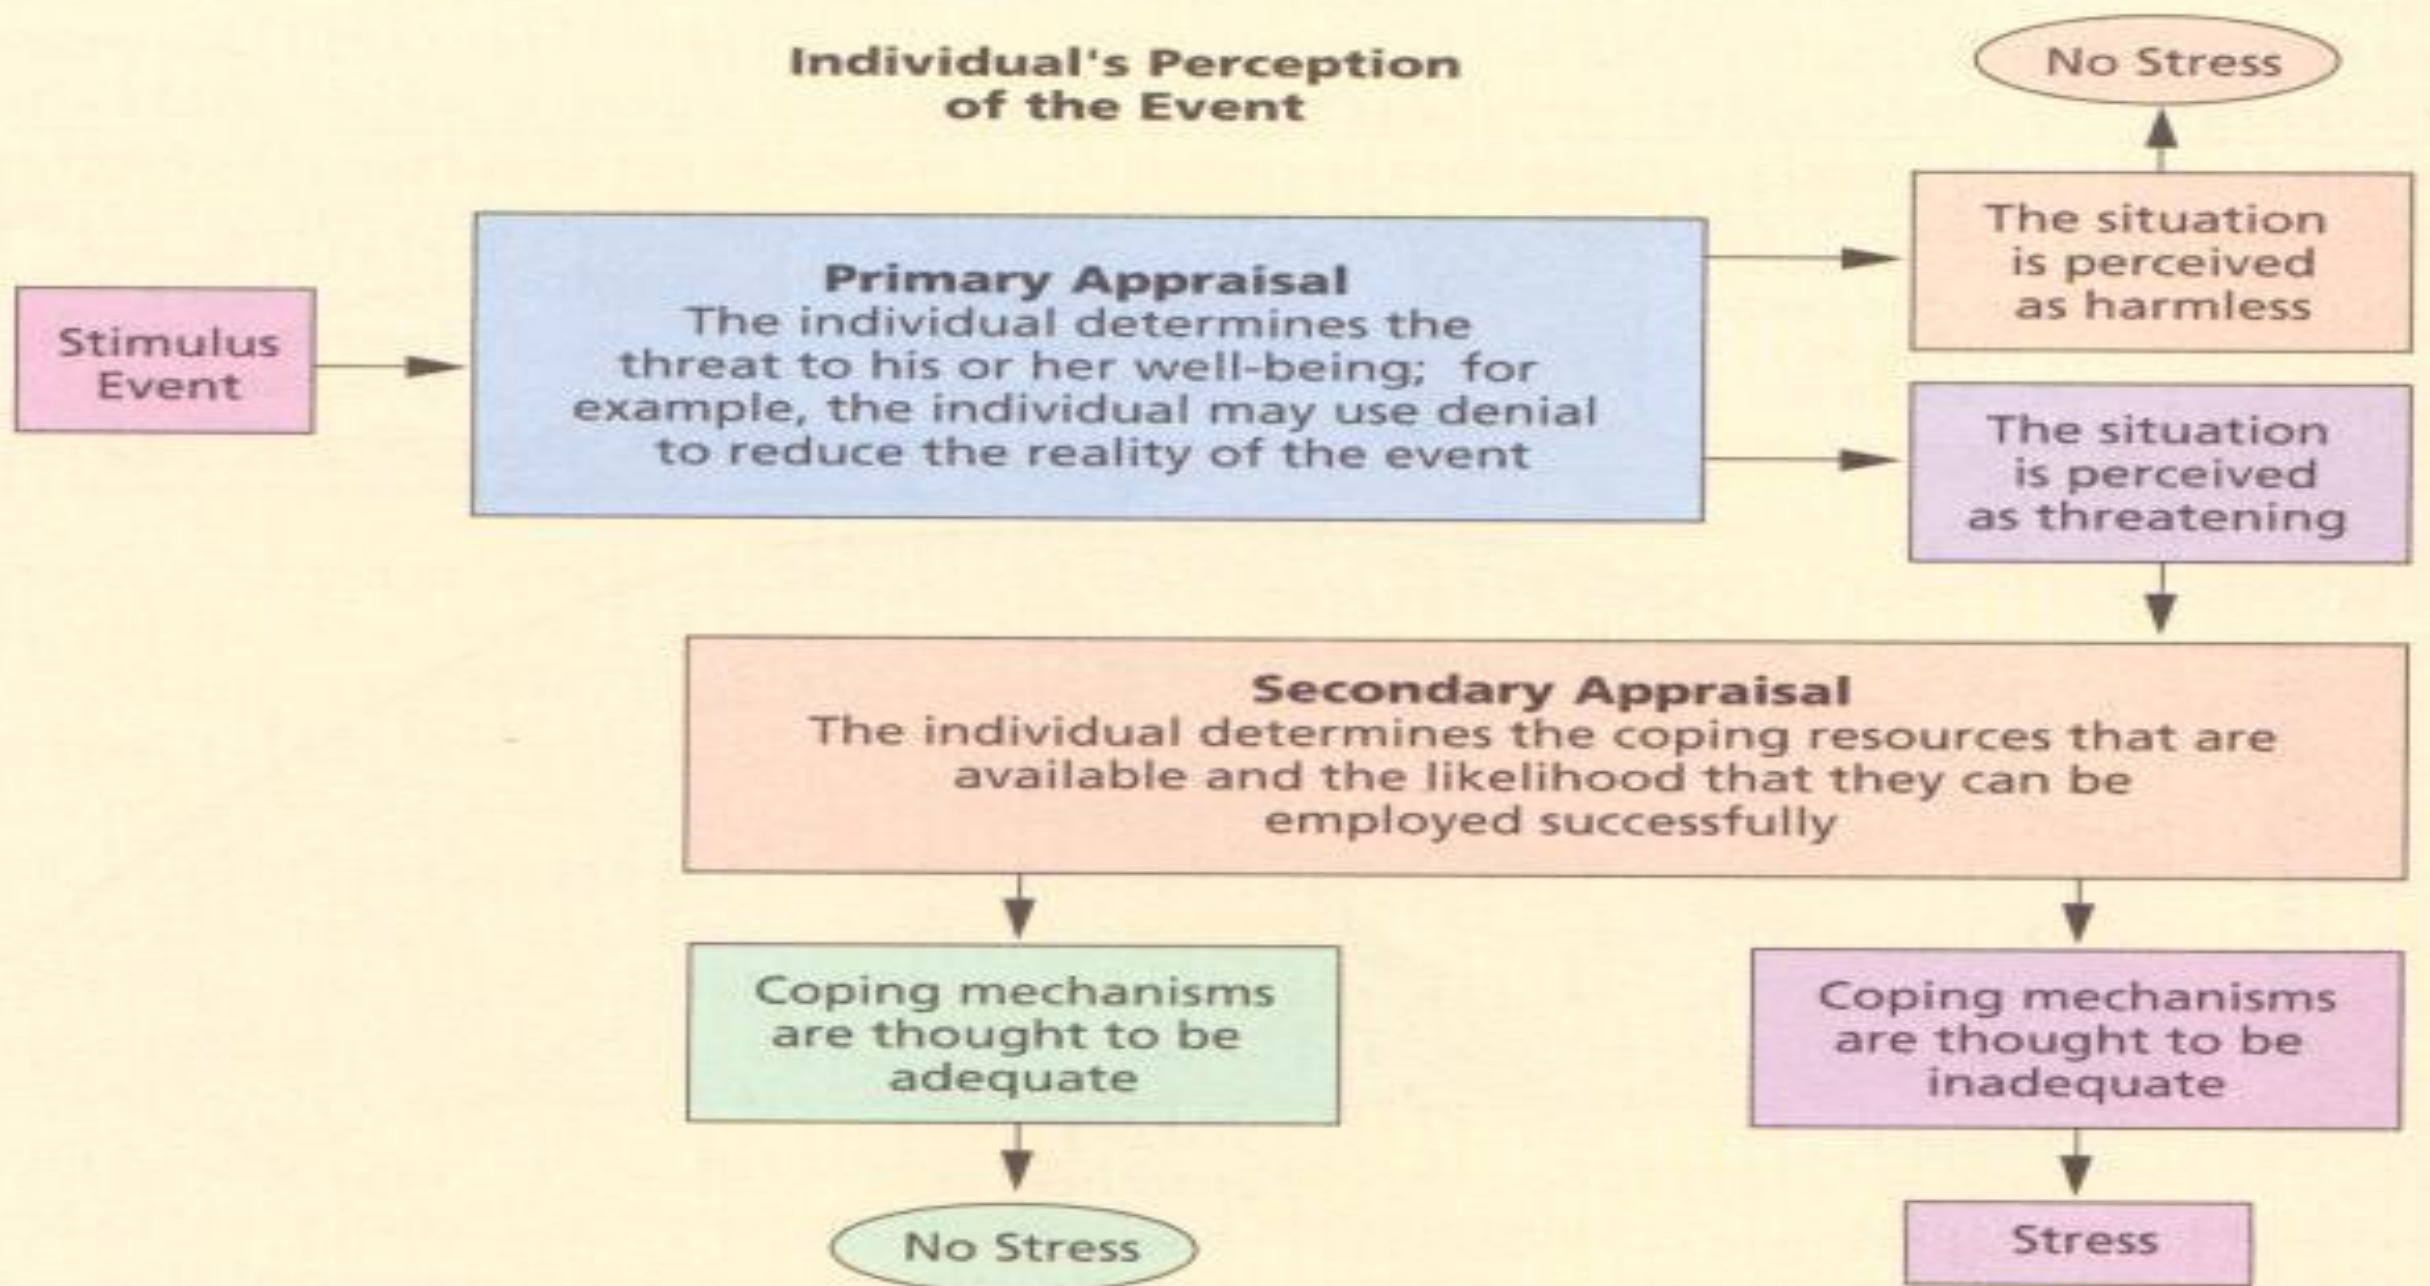 Individual's Perception
of the Event
No Stress
The situation
is perceived
as harmless
Stimulus
Event
Primary Appraisal
The individual determines the
threat to his or her well-being; for
example, the individual may use denial
to reduce the reality of the event
The situation
is perceived
as threatening
Secondary Appraisal
The individual determines the coping resources that are
available and the likelihood that they can be
employed successfully
Coping mechanisms
are thought to be
adequate
Coping mechanisms
are thought to be
inadequate
No Stress
Stress